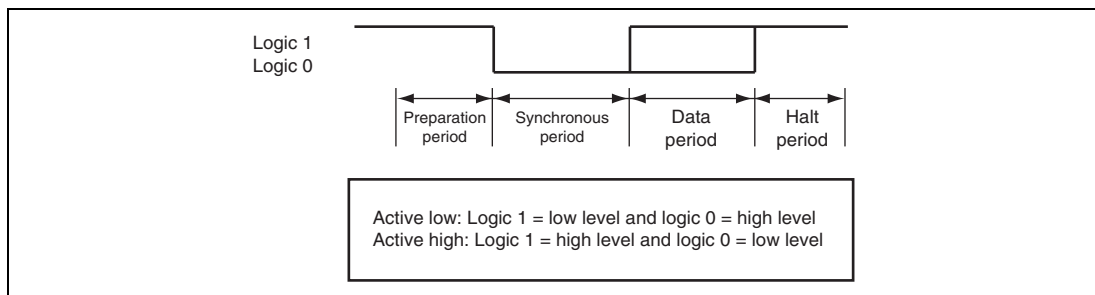 Logic 1
Logic 0
Preparation
period
Synchronous
period
Data
period
Halt
period
Active low: Logic 1 = low level and logic 0 = high level
Active high: Logic 1 = high level and logic 0 = low level